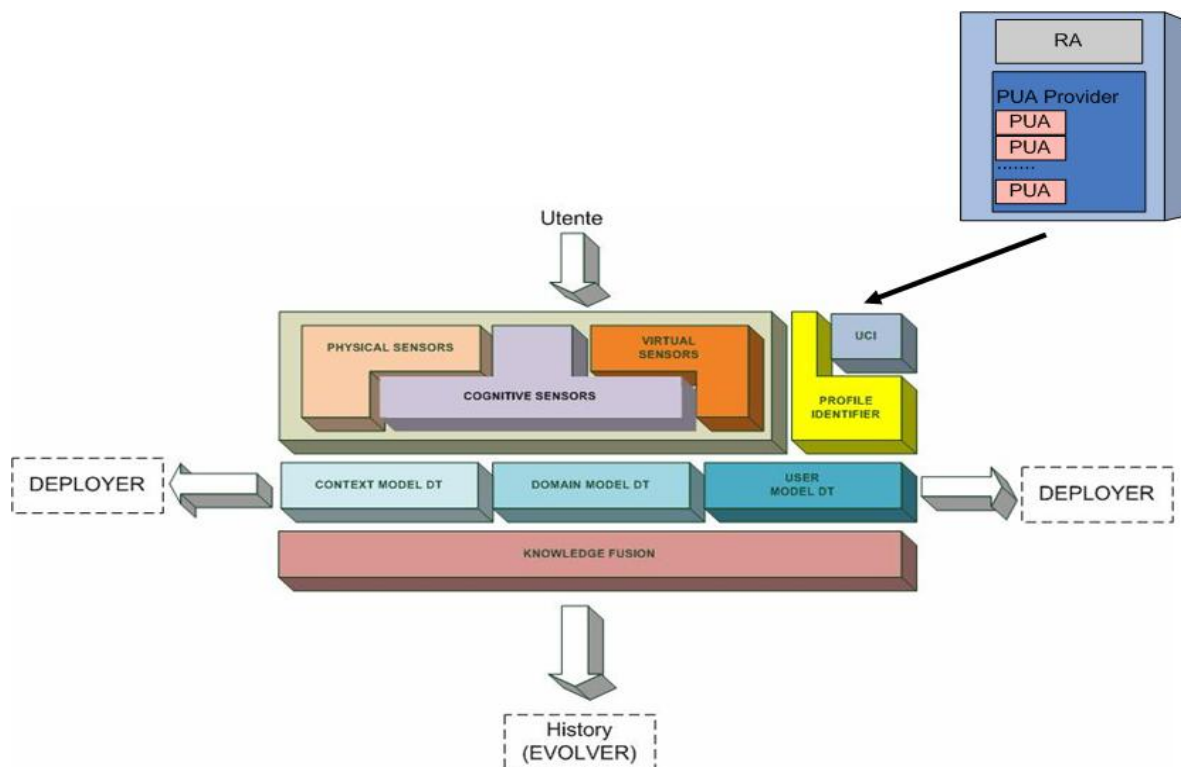 RA
PUA Provider
PUA
PUA
.......
PUA
Utente
PHYSICAL SENSORS
VIRTUAL
SENSORS
COGNITIVE SENSORS
UCI
PROFILE
IDENTIFIER
DEPLOYER
CONTEXT MODEL DT
DOMAIN MODEL DT
USER
MODEL DT
DEPLOYER
KNOWLEDGE FUSION
History
(EVOLVER)